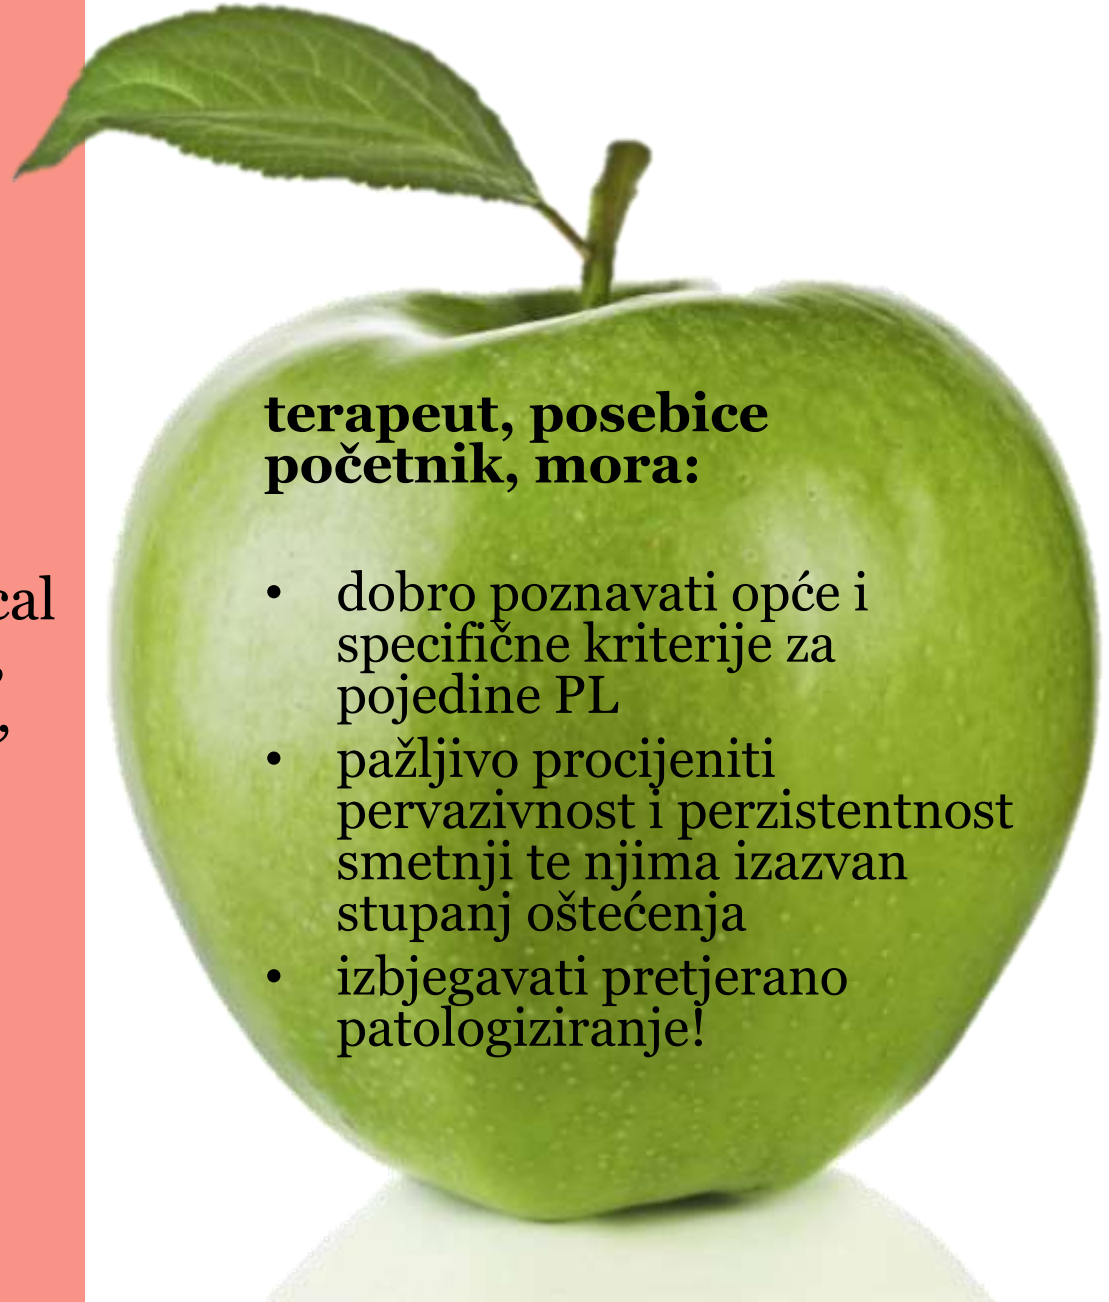 cal
,
,
terapeut, posebice
početnik, mora:
• dobro poznavati opće i
specifične kriterije za
pojedine PL
• pažljivo procijeniti
pervazivnost i perzistentnost
smetnji te njima izazvan
stupanj oštećenja
• izbjegavati pretjerano
patologiziranje!